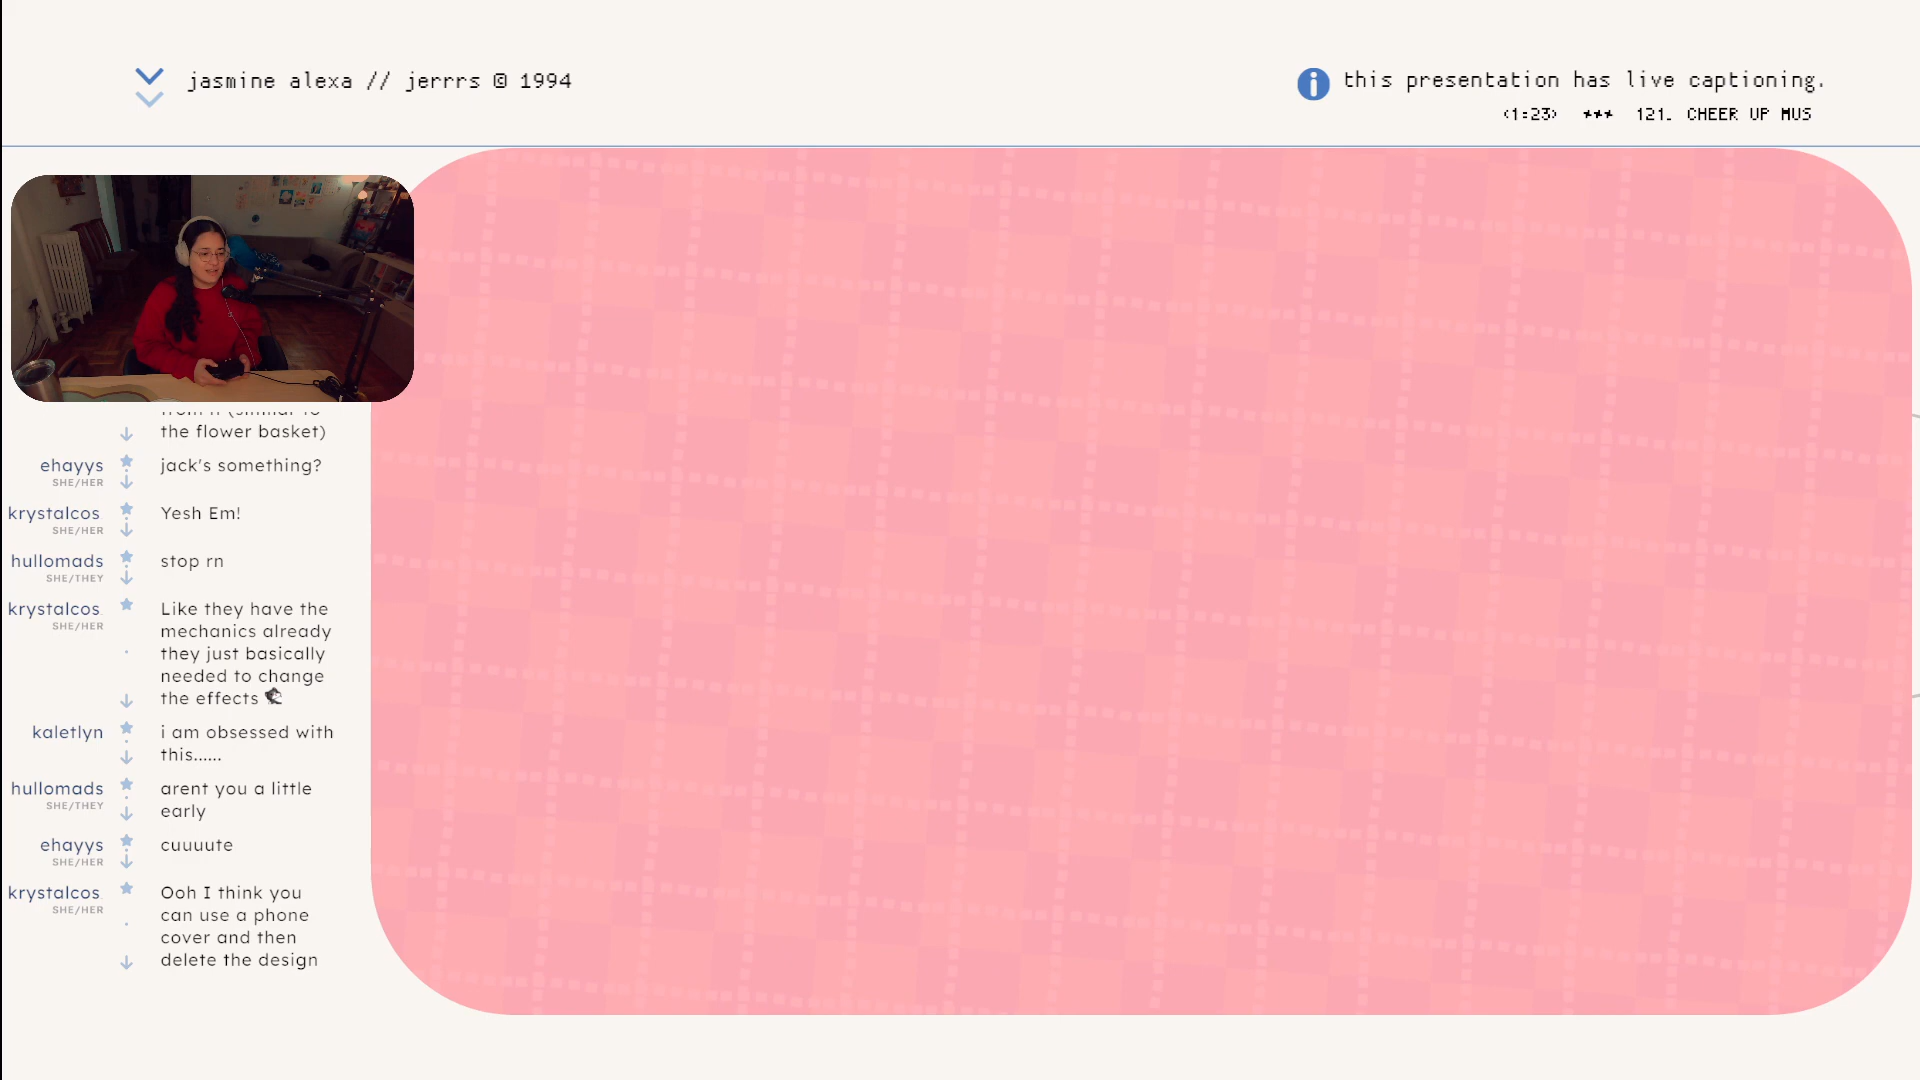 jasmine alexa // jerrrs @ 1994
this presentation has live captioning.
<1:23> *** 121. CHEER UP MUS
the flower basket)
ehayys
SHE/HER
jack's something?
krystalcos
SHE/HER
Yesh Em!
hullomads
SHE/THEY
stop rn
krystalcos
SHE/HER
Like they have the
mechanics already
they just basically
needed to change
the effects
kaletlyn
i am obsessed with
this......
hullomads
SHE/THEY
arent you a little
early
ehayys
SHE/HER
cuuuute
krystalcos
SHE/HER
Ooh I think you
can use a phone
cover and then
delete the design